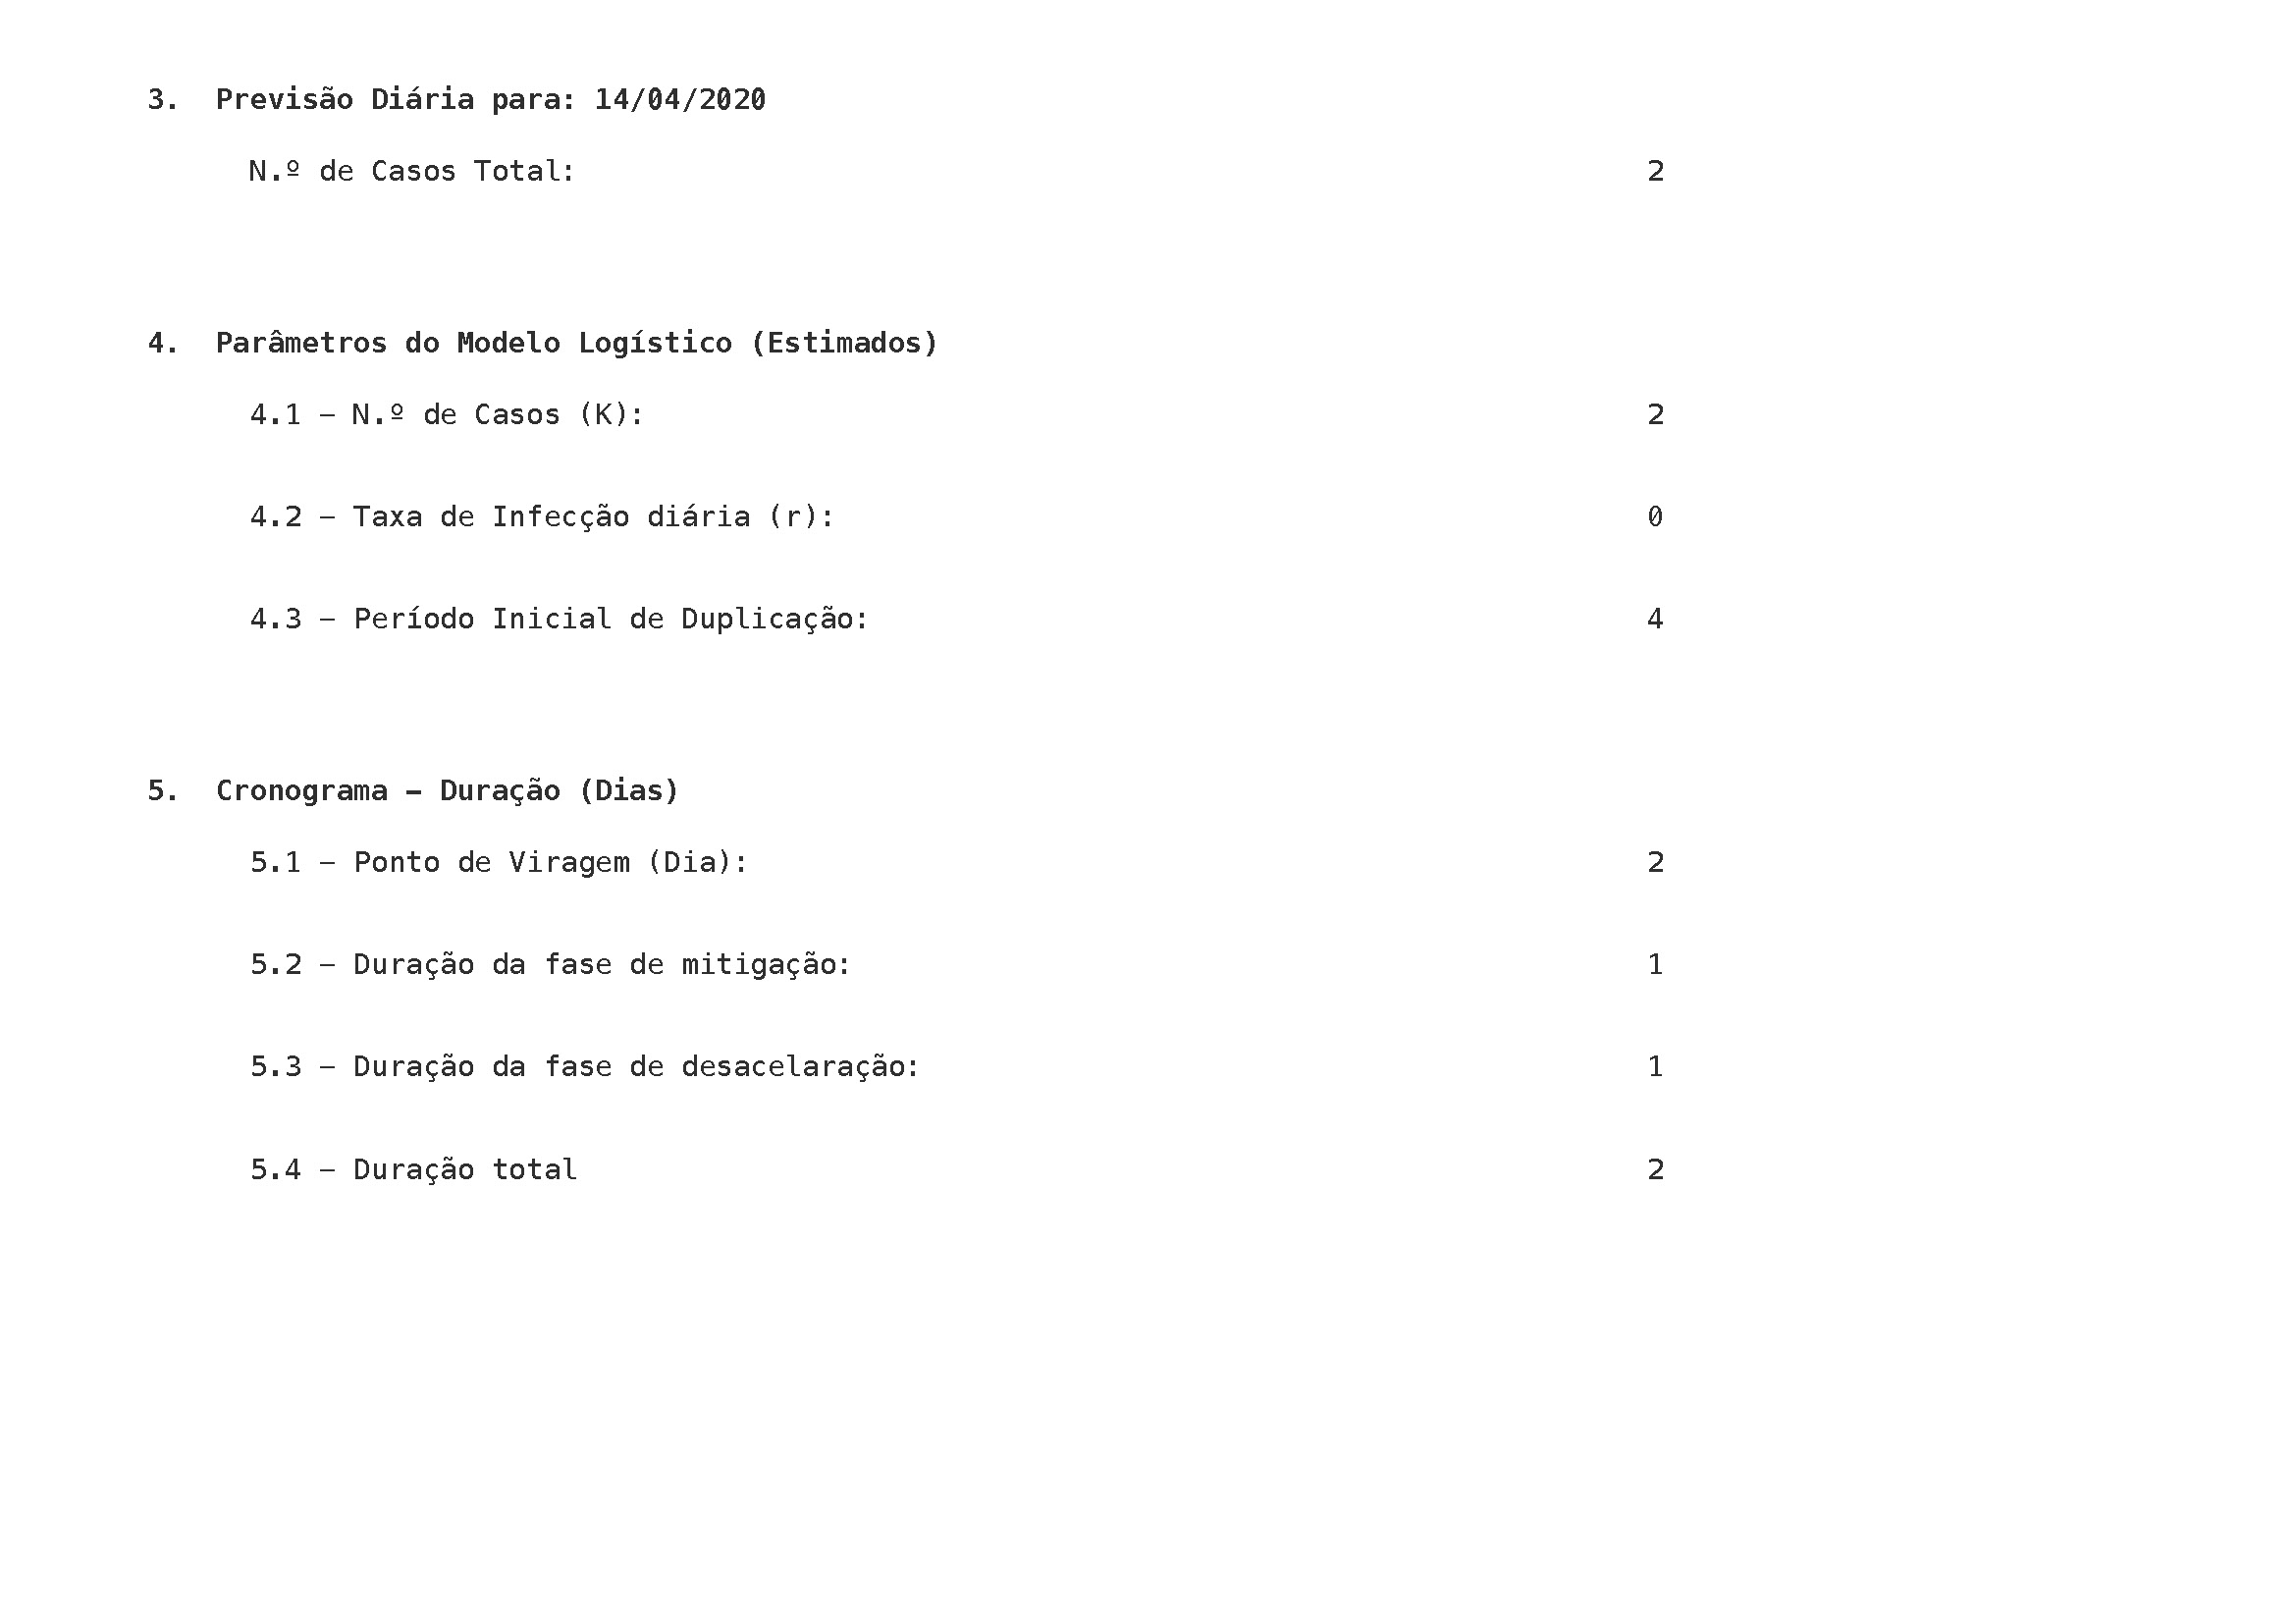 3. Previsão Diária para: 14/04/2020
N.º de Casos Total: 2
4. Parâmetros do Modelo Logístico (Estimados)
4.1 – N.º de Casos (K): 2
4.2 – Taxa de Infecção diária (r): 0
4.3 – Período Inicial de Duplicação: 4
5. Cronograma – Duração (Dias)
5.1 – Ponto de Viragem (Dia): 2
5.2 – Duração da fase de mitigação: 1
5.3 – Duração da fase de desacelaração: 1
5.4 – Duração total 2